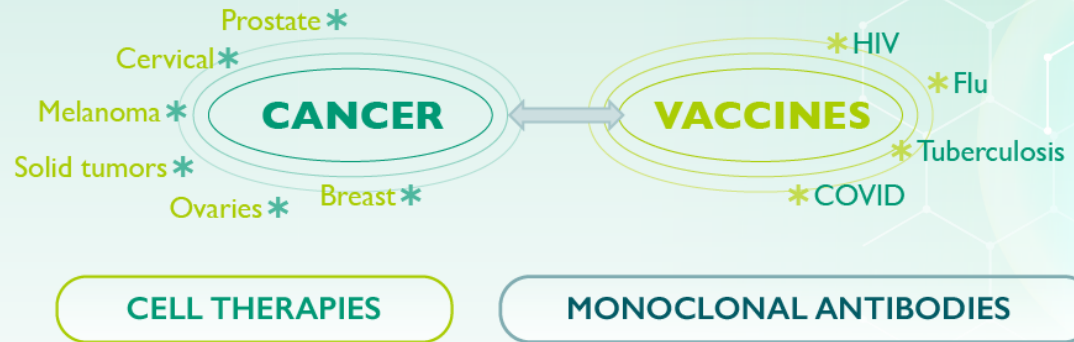 Prostate *
Cervical *
Melanoma *
Solid tumors *
Ovaries *
Breast *
CANCER
VACCINES
* HIV
* Flu
* Tuberculosis
* COVID
CELL THERAPIES
MONOCLONAL ANTIBODIES